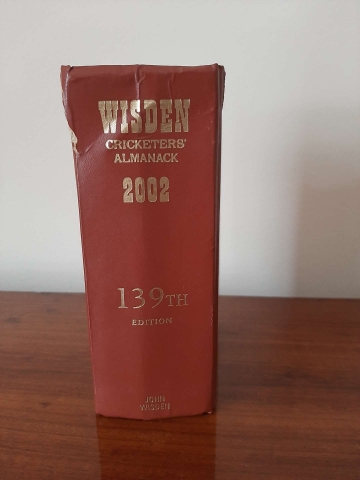 WISDEN
CRICKETERS'
ALMANACK
2002
139TH
EDITION
JOHN
WISDEN